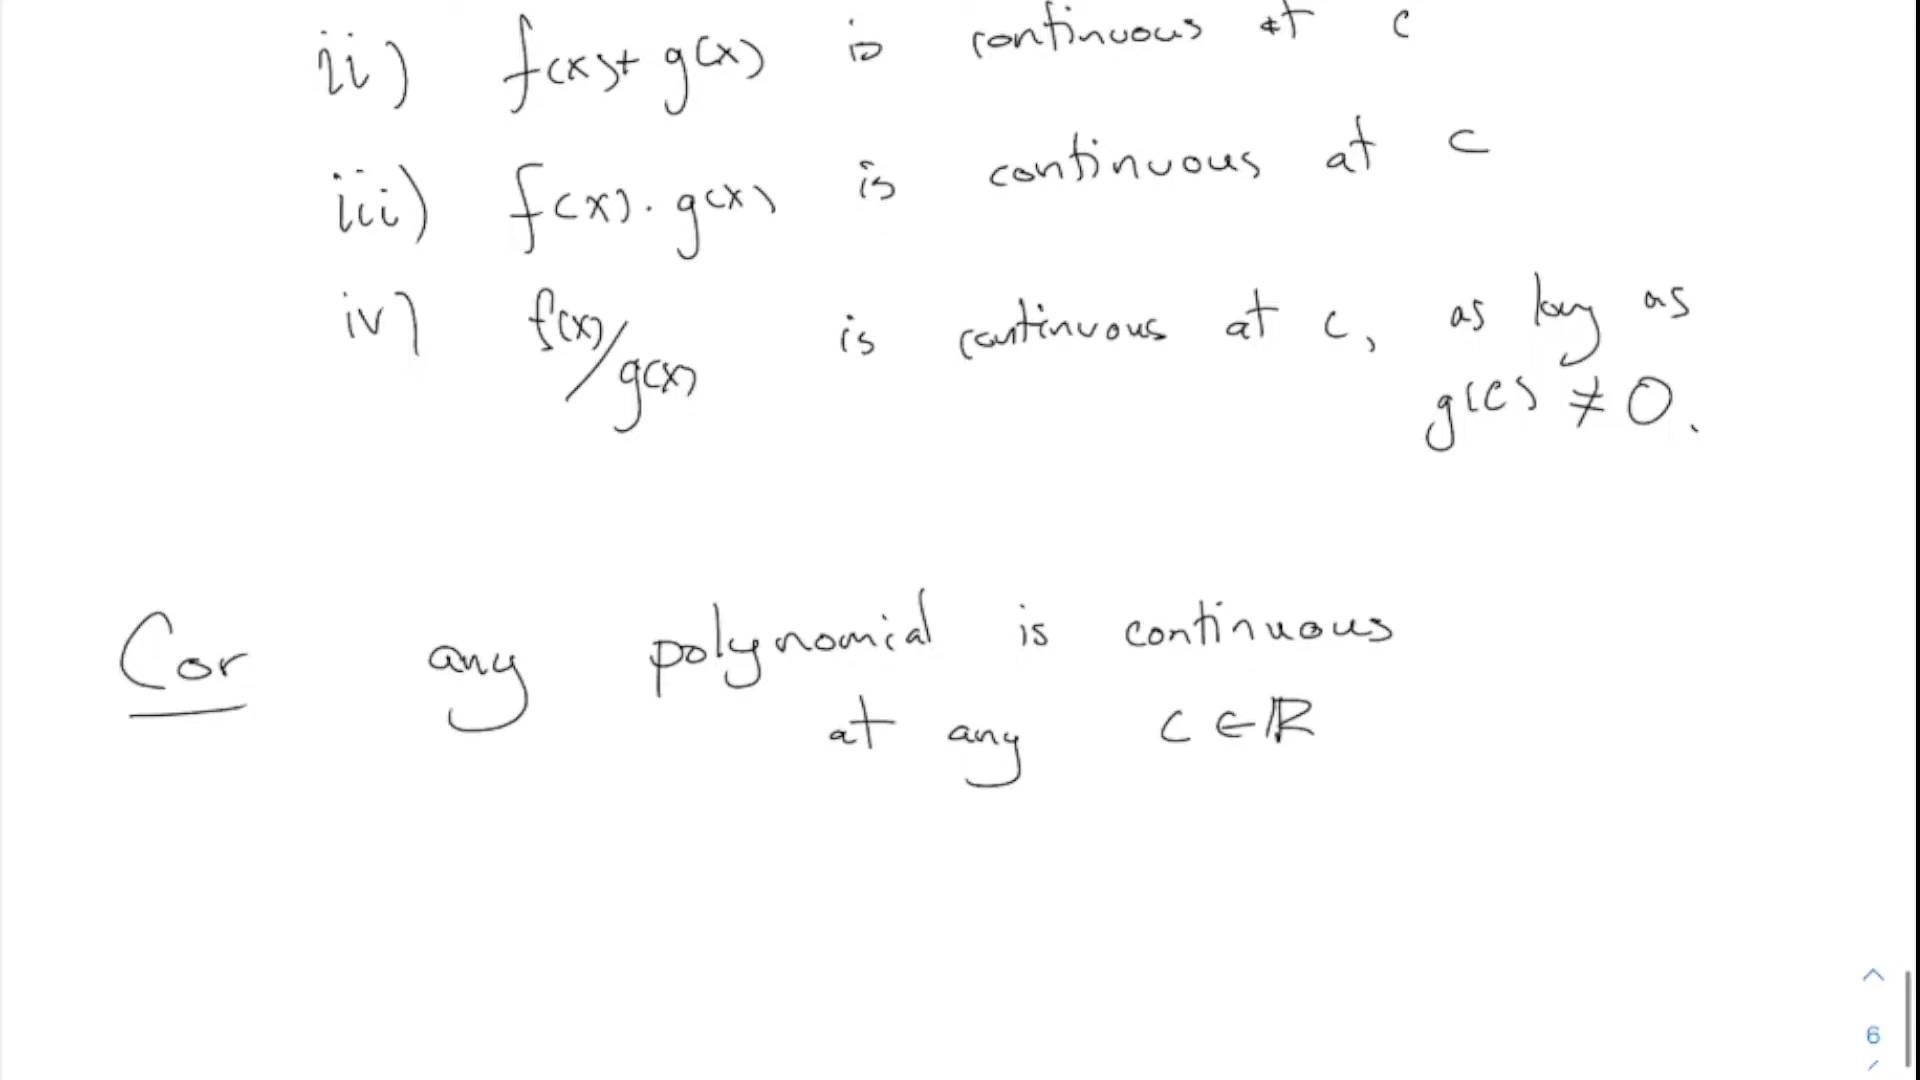 ii) f(x)+ g(x) is continuous at c
iii) f(x) · g(x) is continuous at c
iv) f(x)/g(x) is continuous at c, as long as
g(c) ≠ 0.
Cor any polynomial is continuous
at any c ∈ ℝ
6